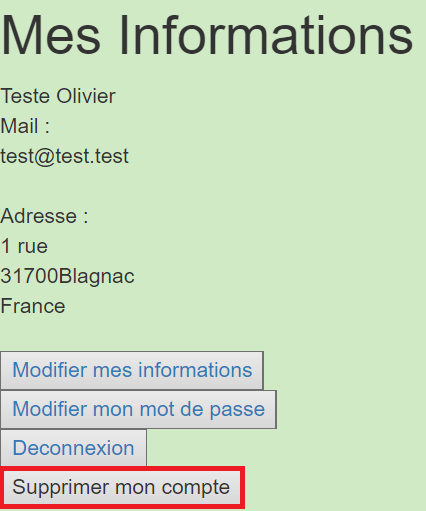 Mes Informations
Teste Olivier
Mail :
test@test.test
Adresse :
1 rue
31700Blagnac
France
Modifier mes informations
Modifier mon mot de passe
Deconnexion
Supprimer mon compte